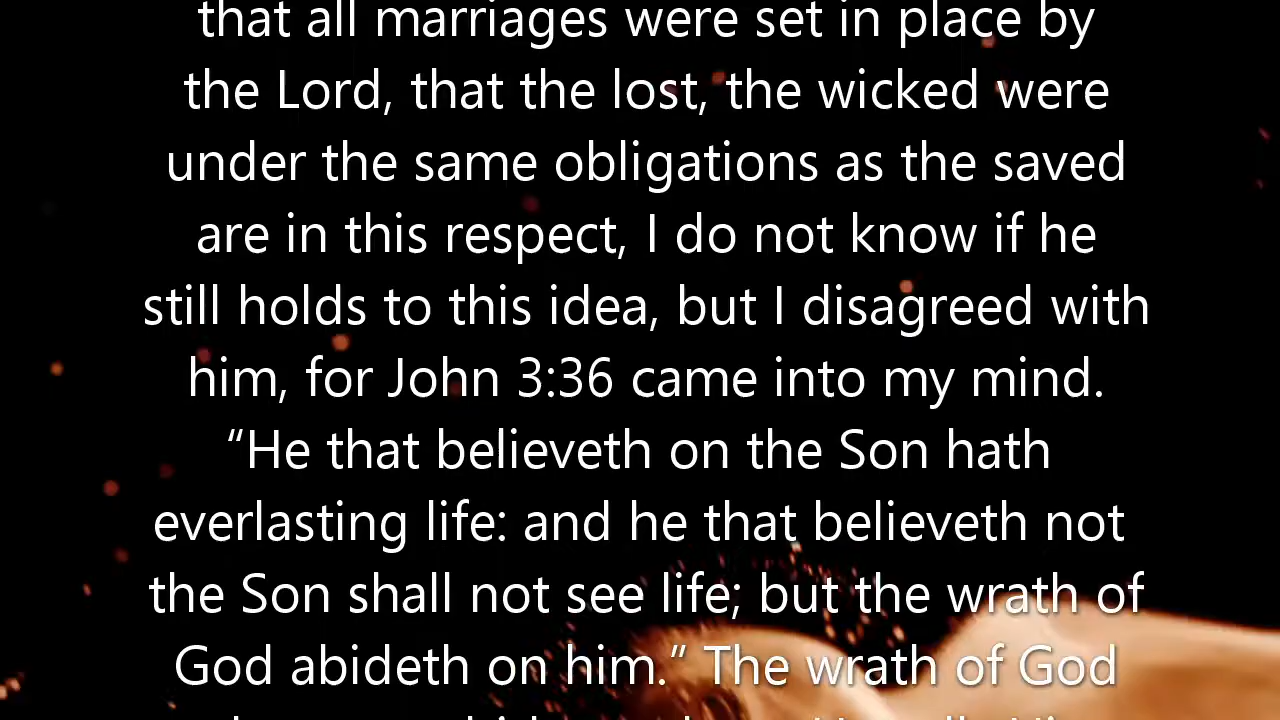 that all marriages were set in place by
the Lord, that the lost, the wicked were
under the same obligations as the saved
are in this respect, I do not know if he
still holds to this idea, but I disagreed with
him, for John 3:36 came into my mind.
“He that believeth on the Son hath
everlasting life: and he that believeth not
the Son shall not see life; but the wrath of
God abideth on him.” The wrath of God